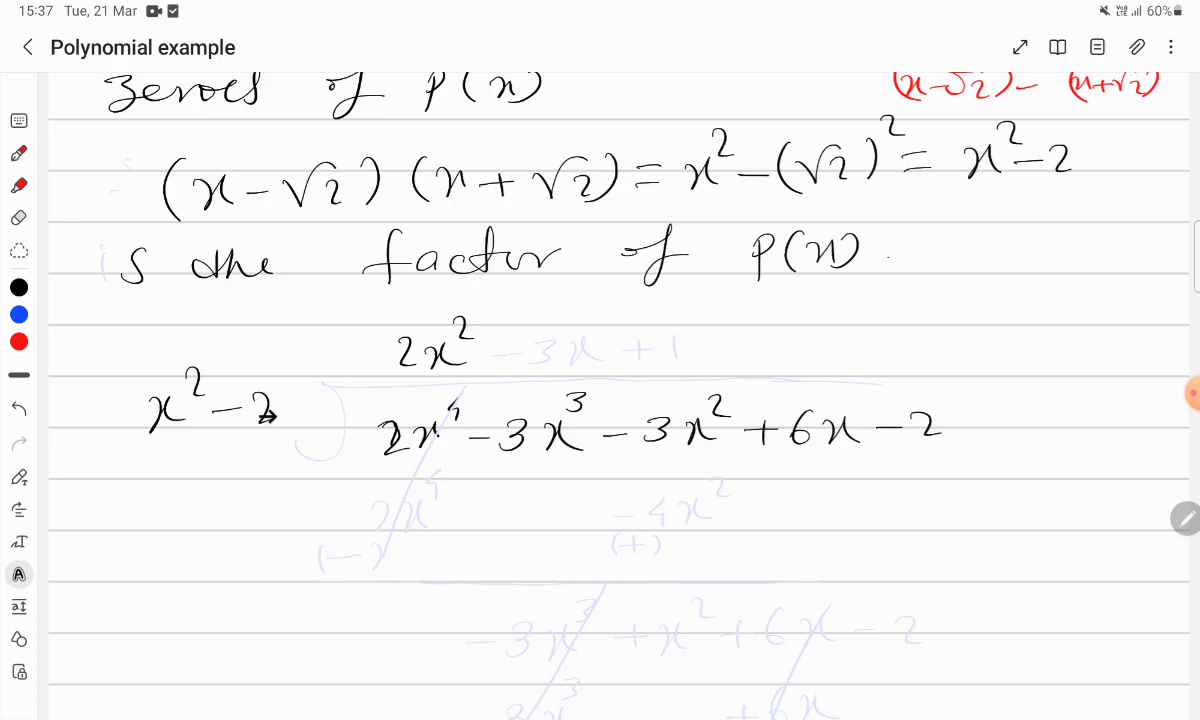 15:37 Tue, 21 Mar 60%
Polynomial example
zeroes of P(x)
(x-√2) - (x+√2)
(x-√2) (x+√2) = x² - (√2)² = x² - 2
is the factor of P(x).
2x² - 3x + 1
x² - 2
2x⁴ - 3x³ - 3x² + 6x - 2
2x⁴ - 4x²
(-) (+)
-3x³ + x² + 6x - 2
3x³ + 6x